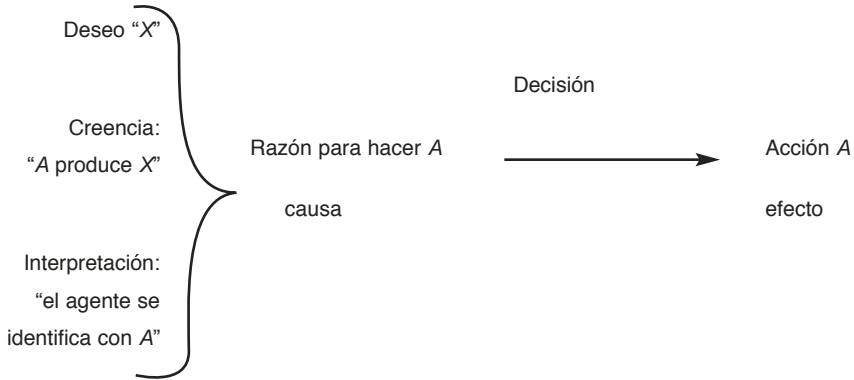 Deseo “X”
Decisión
Creencia:
“A produce X”
Razón para hacer A
Acción A
causa
efecto
Interpretación:
“el agente se
identifica con A”